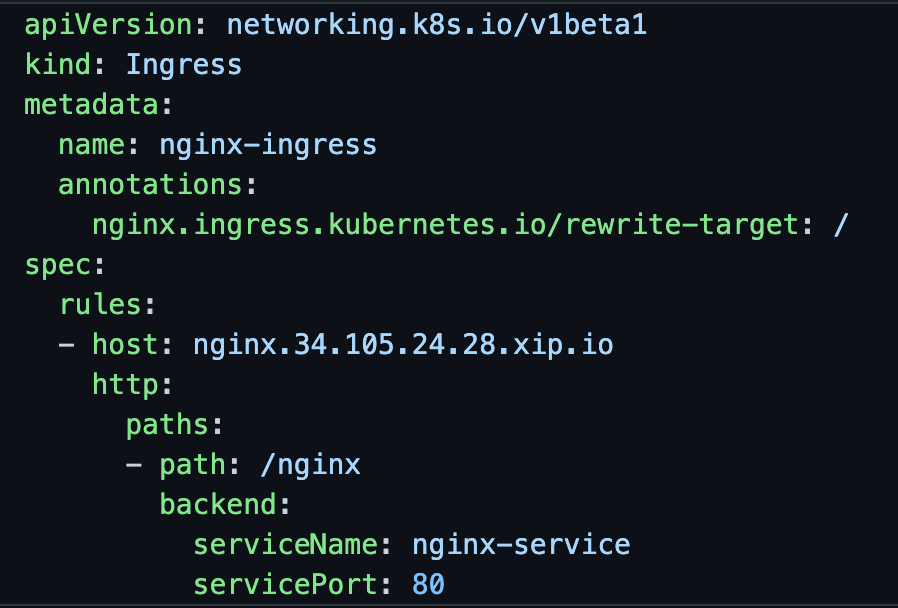 apiVersion: networking.k8s.io/v1beta1
kind: Ingress
metadata:
  name: nginx-ingress
  annotations:
    nginx.ingress.kubernetes.io/rewrite-target: /
spec:
  rules:
  - host: nginx.34.105.24.28.xip.io
    http:
      paths:
      - path: /nginx
        backend:
          serviceName: nginx-service
          servicePort: 80